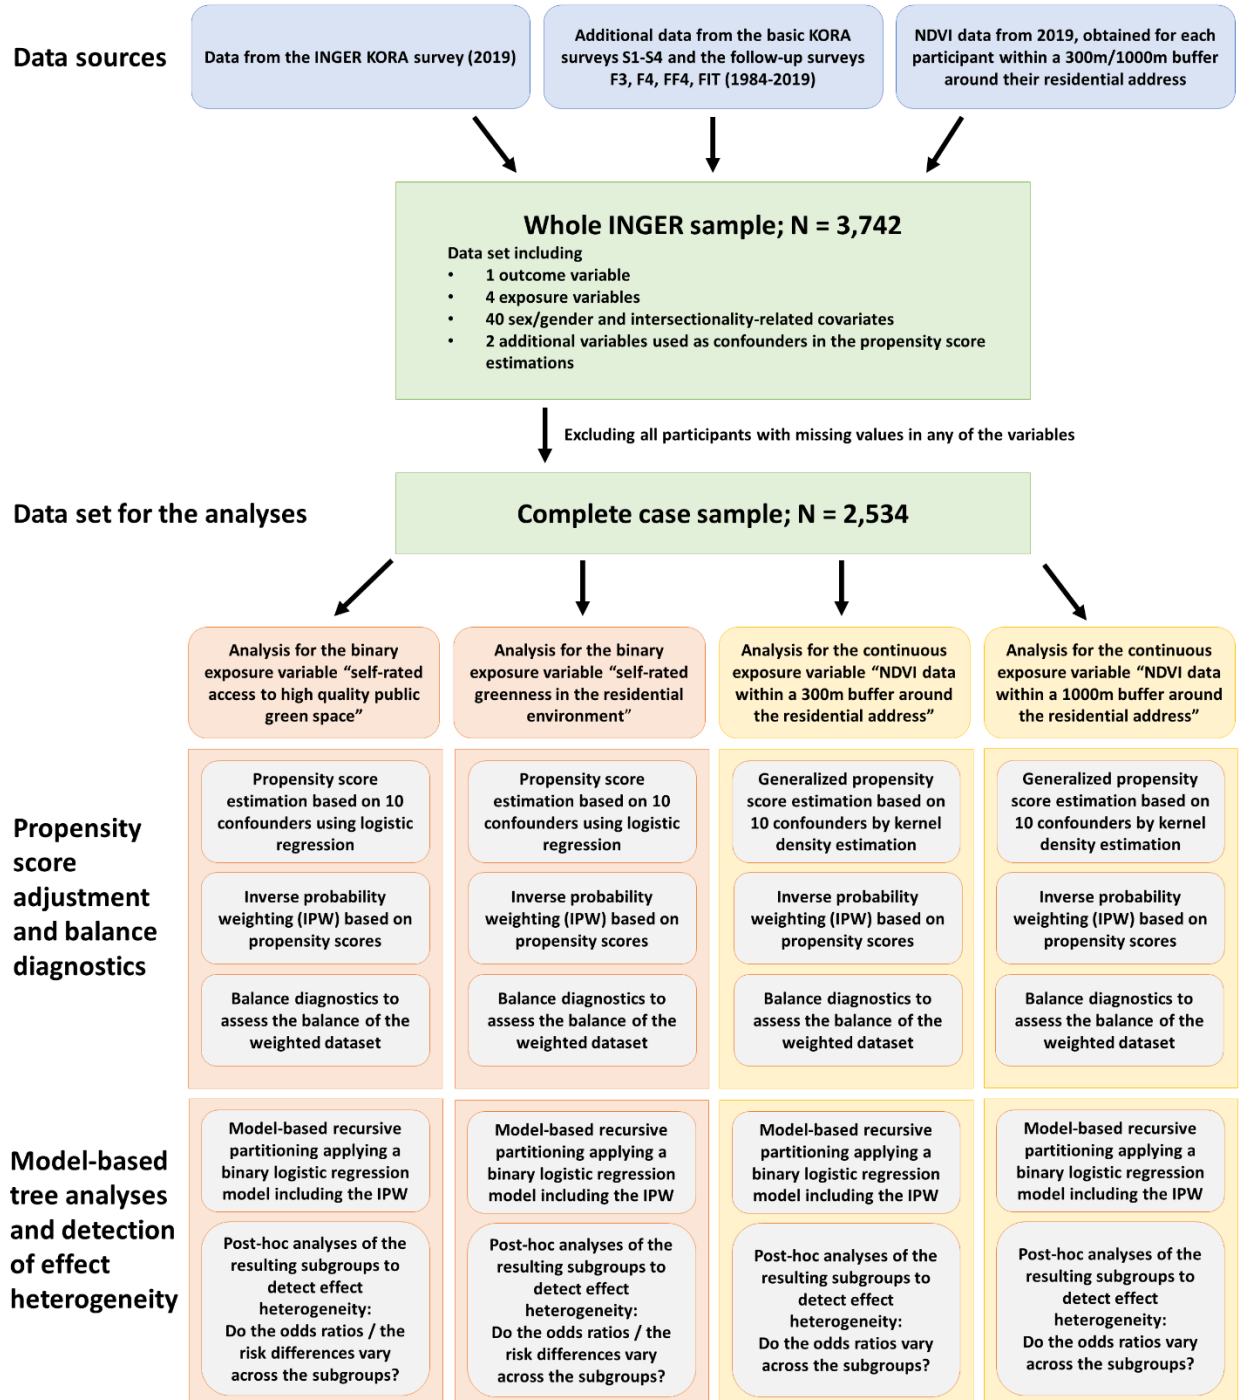 Data sources
Data from the INGER KORA survey (2019)
Additional data from the basic KORA
surveys S1-S4 and the follow-up surveys
F3, F4, FF4, FIT (1984-2019)
NDVI data from 2019, obtained for each
participant within a 300m/1000m buffer
around their residential address
Whole INGER sample; N = 3,742
Data set including
• 1 outcome variable
• 4 exposure variables
• 40 sex/gender and intersectionality-related covariates
• 2 additional variables used as confounders in the propensity score
estimations
Excluding all participants with missing values in any of the variables
Data set for the analyses
Complete case sample; N = 2,534
Analysis for the binary
exposure variable “self-rated
access to high quality public
green space”
Analysis for the binary
exposure variable “self-rated
greenness in the residential
environment”
Analysis for the continuous
exposure variable “NDVI data
within a 300m buffer around
the residential address”
Analysis for the continuous
exposure variable “NDVI data
within a 1000m buffer around
the residential address”
Propensity
score
adjustment
and balance
diagnostics
Propensity score
estimation based on 10
confounders using logistic
regression
Propensity score
estimation based on 10
confounders using logistic
regression
Generalized propensity
score estimation based on
10 confounders by kernel
density estimation
Generalized propensity
score estimation based on
10 confounders by kernel
density estimation
Inverse probability
weighting (IPW) based on
propensity scores
Inverse probability
weighting (IPW) based on
propensity scores
Inverse probability
weighting (IPW) based on
propensity scores
Inverse probability
weighting (IPW) based on
propensity scores
Balance diagnostics to
assess the balance of the
weighted dataset
Balance diagnostics to
assess the balance of the
weighted dataset
Balance diagnostics to
assess the balance of the
weighted dataset
Balance diagnostics to
assess the balance of the
weighted dataset
Model-based
tree analyses
and detection
of effect
heterogeneity
Model-based recursive
partitioning applying a
binary logistic regression
model including the IPW
Model-based recursive
partitioning applying a
binary logistic regression
model including the IPW
Model-based recursive
partitioning applying a
binary logistic regression
model including the IPW
Model-based recursive
partitioning applying a
binary logistic regression
model including the IPW
Post-hoc analyses of the
resulting subgroups to
detect effect
heterogeneity:
Do the odds ratios / the
risk differences vary
across the subgroups?
Post-hoc analyses of the
resulting subgroups to
detect effect
heterogeneity:
Do the odds ratios / the
risk differences vary
across the subgroups?
Post-hoc analyses of the
resulting subgroups to
detect effect
heterogeneity:
Do the odds ratios vary
across the subgroups?
Post-hoc analyses of the
resulting subgroups to
detect effect
heterogeneity:
Do the odds ratios vary
across the subgroups?